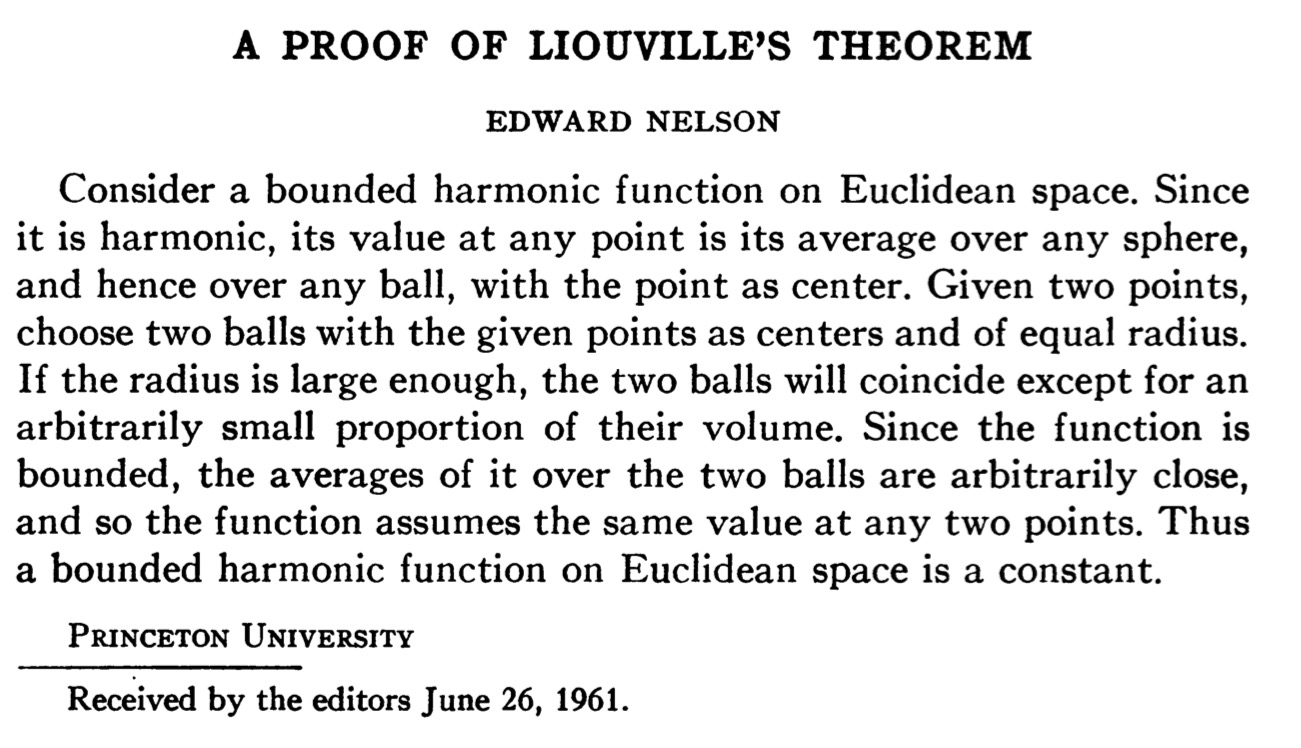 A PROOF OF LIOUVILLE'S THEOREM
EDWARD NELSON
Consider a bounded harmonic function on Euclidean space. Since
it is harmonic, its value at any point is its average over any sphere,
and hence over any ball, with the point as center. Given two points,
choose two balls with the given points as centers and of equal radius.
If the radius is large enough, the two balls will coincide except for an
arbitrarily small proportion of their volume. Since the function is
bounded, the averages of it over the two balls are arbitrarily close,
and so the function assumes the same value at any two points. Thus
a bounded harmonic function on Euclidean space is a constant.
PRINCETON UNIVERSITY
Received by the editors June 26, 1961.